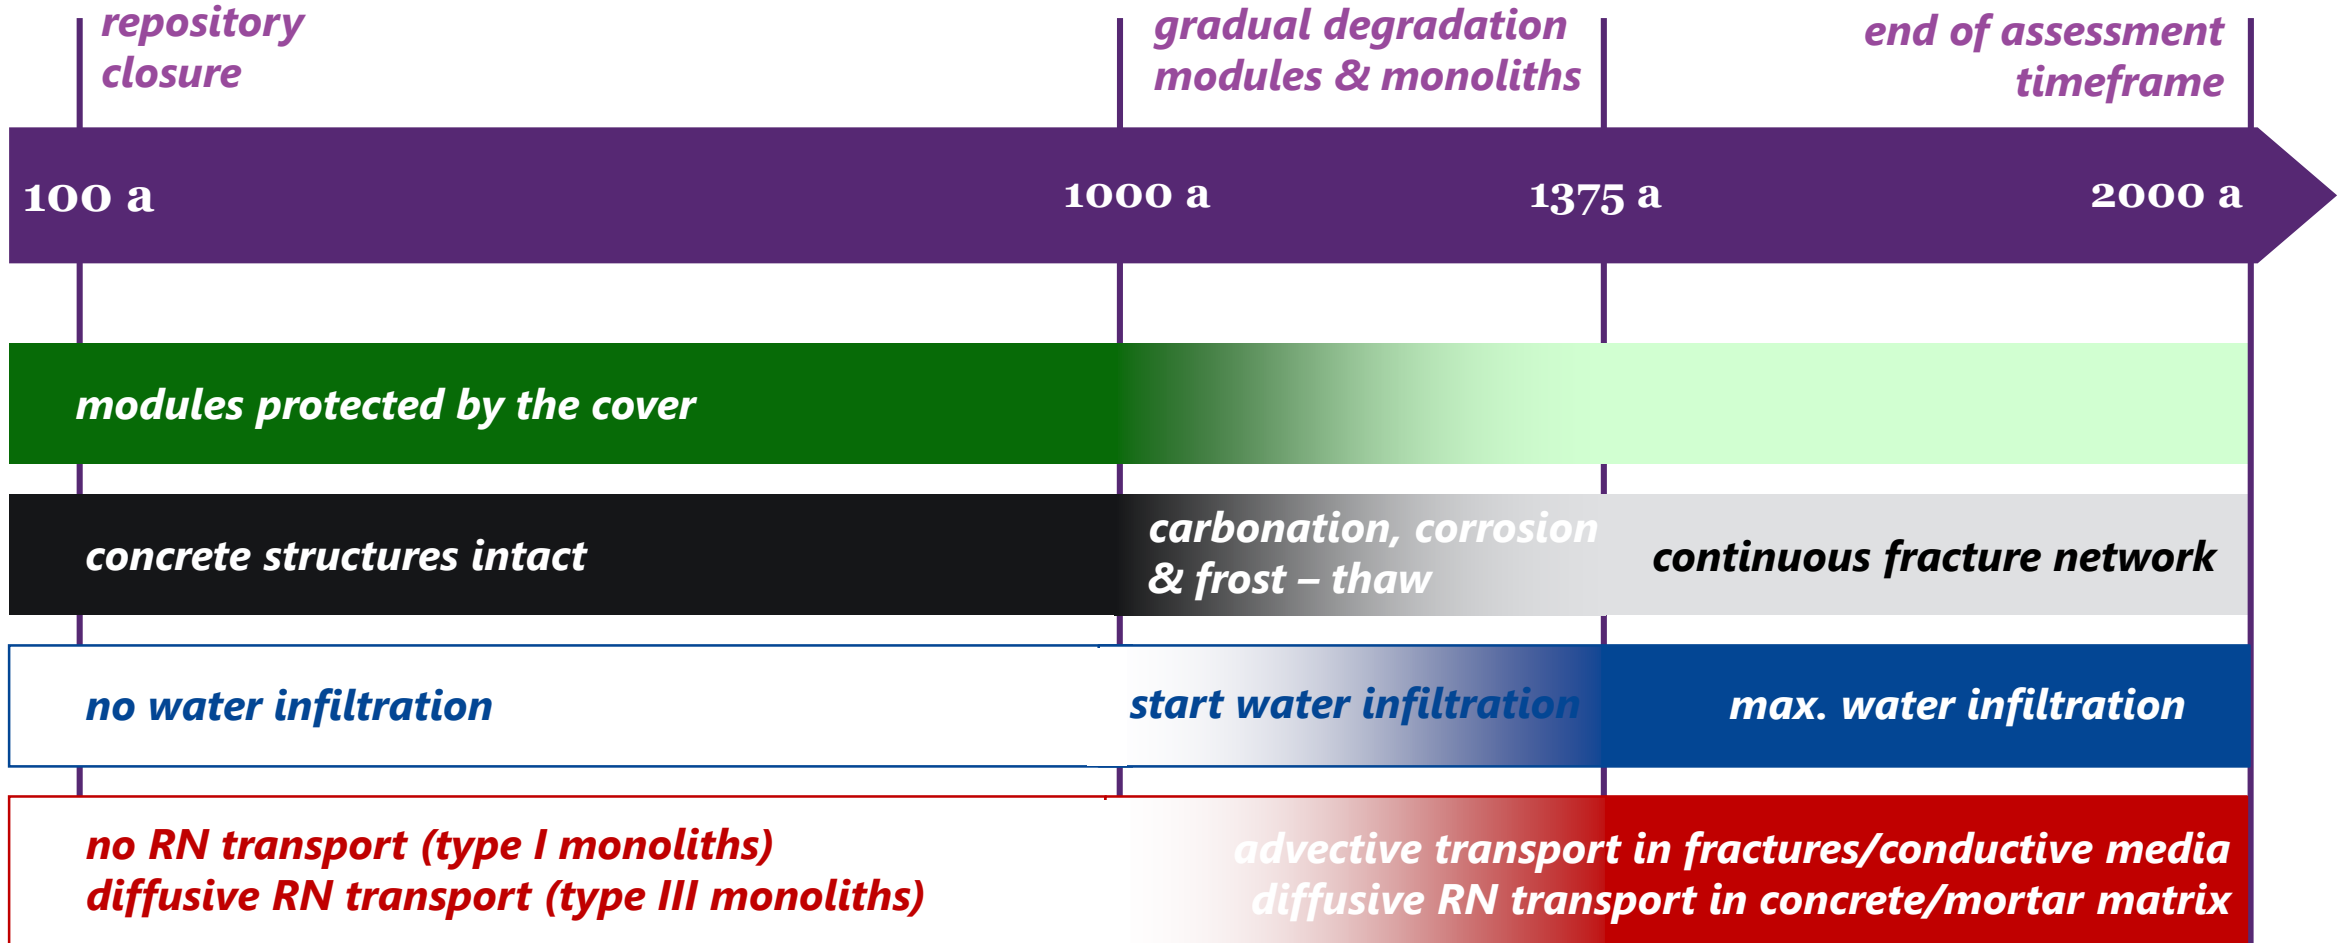 repository
closure
gradual degradation
modules & monoliths
end of assessment
timeframe
100 a
1000 a
1375 a
2000 a
modules protected by the cover
concrete structures intact
carbonation, corrosion
& frost – thaw
continuous fracture network
no water infiltration
start water infiltration
max. water infiltration
no RN transport (type I monoliths)
diffusive RN transport (type III monoliths)
advective transport in fractures/conductive media
diffusive RN transport in concrete/mortar matrix